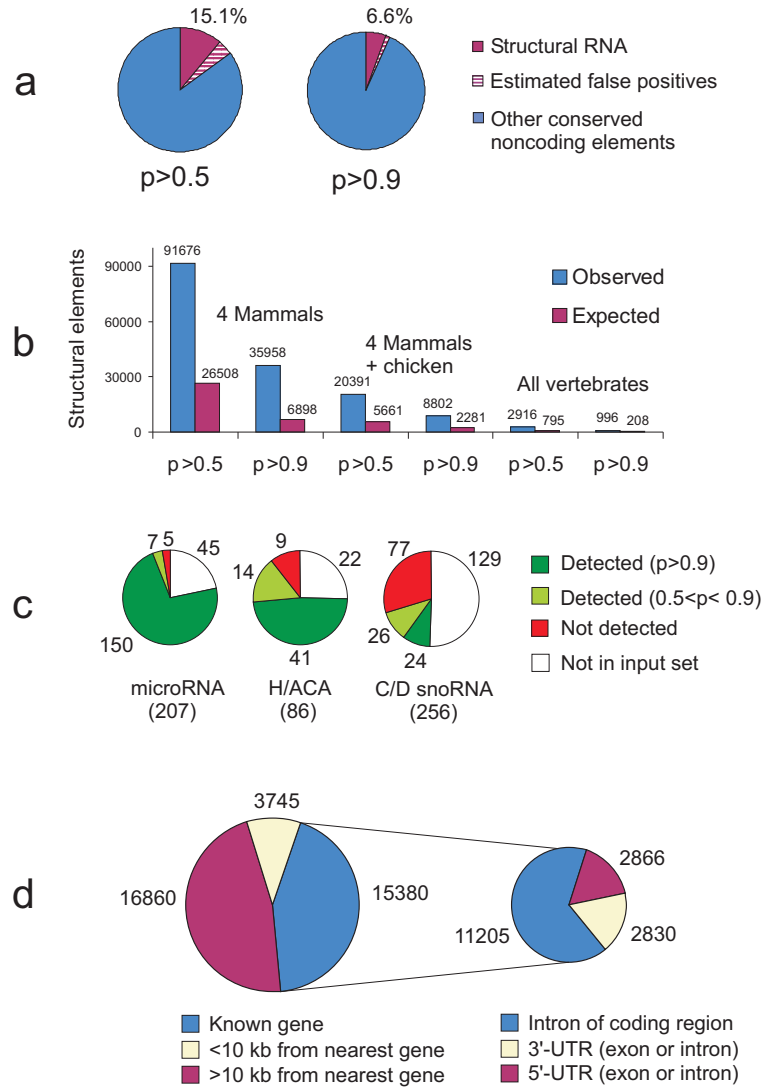 a
15.1%
6.6%
Structural RNA
Estimated false positives
Other conserved
noncoding elements
p>0.5
p>0.9
b
Structural elements
90000
60000
30000
0
91676
26508
4 Mammals
35958
6898
4 Mammals
+ chicken
20391
5661
8802
2281
All vertebrates
2916
795
996
208
Observed
Expected
p>0.5
p>0.9
p>0.5
p>0.9
p>0.5
p>0.9
c
7
5
45
150
microRNA
(207)
9
22
14
41
H/ACA
(86)
77
129
26
24
C/D snoRNA
(256)
Detected (p>0.9)
Detected (0.5<p< 0.9)
Not detected
Not in input set
d
3745
16860
15380
2866
11205
2830
Known gene
<10 kb from nearest gene
>10 kb from nearest gene
Intron of coding region
3'-UTR (exon or intron)
5'-UTR (exon or intron)